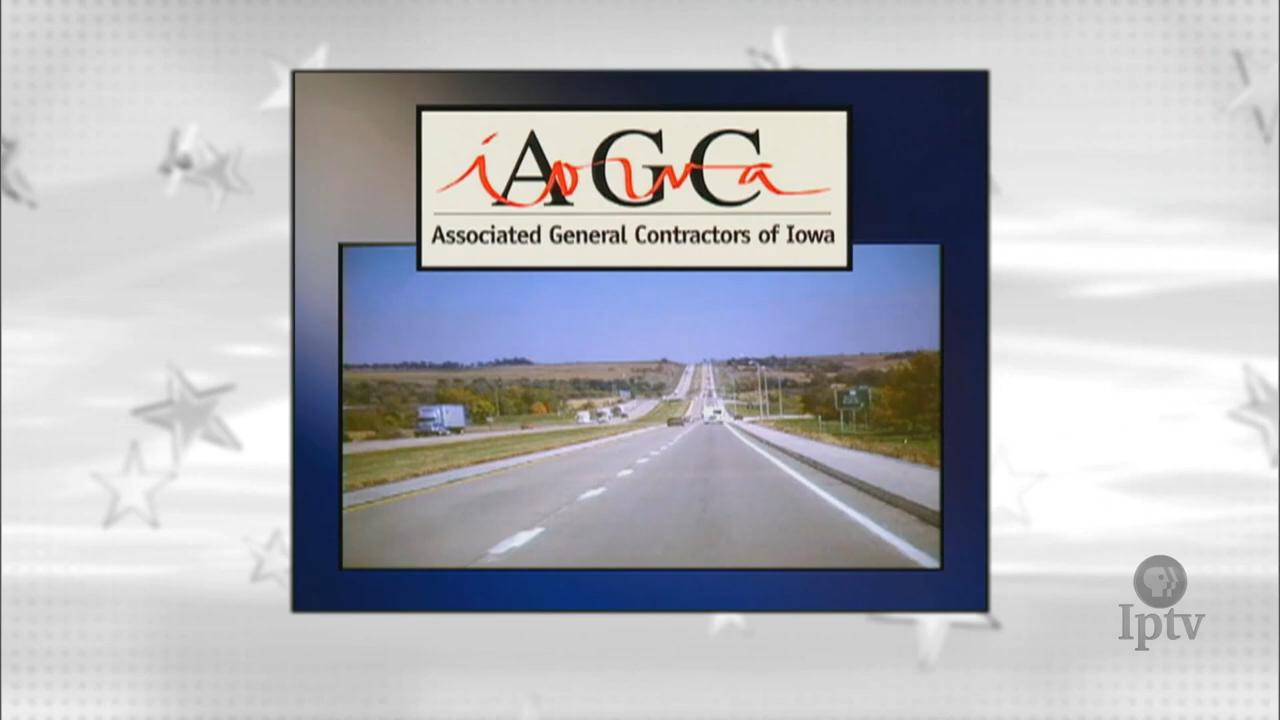 iowa
AGC
Associated General Contractors of Iowa
Iptv